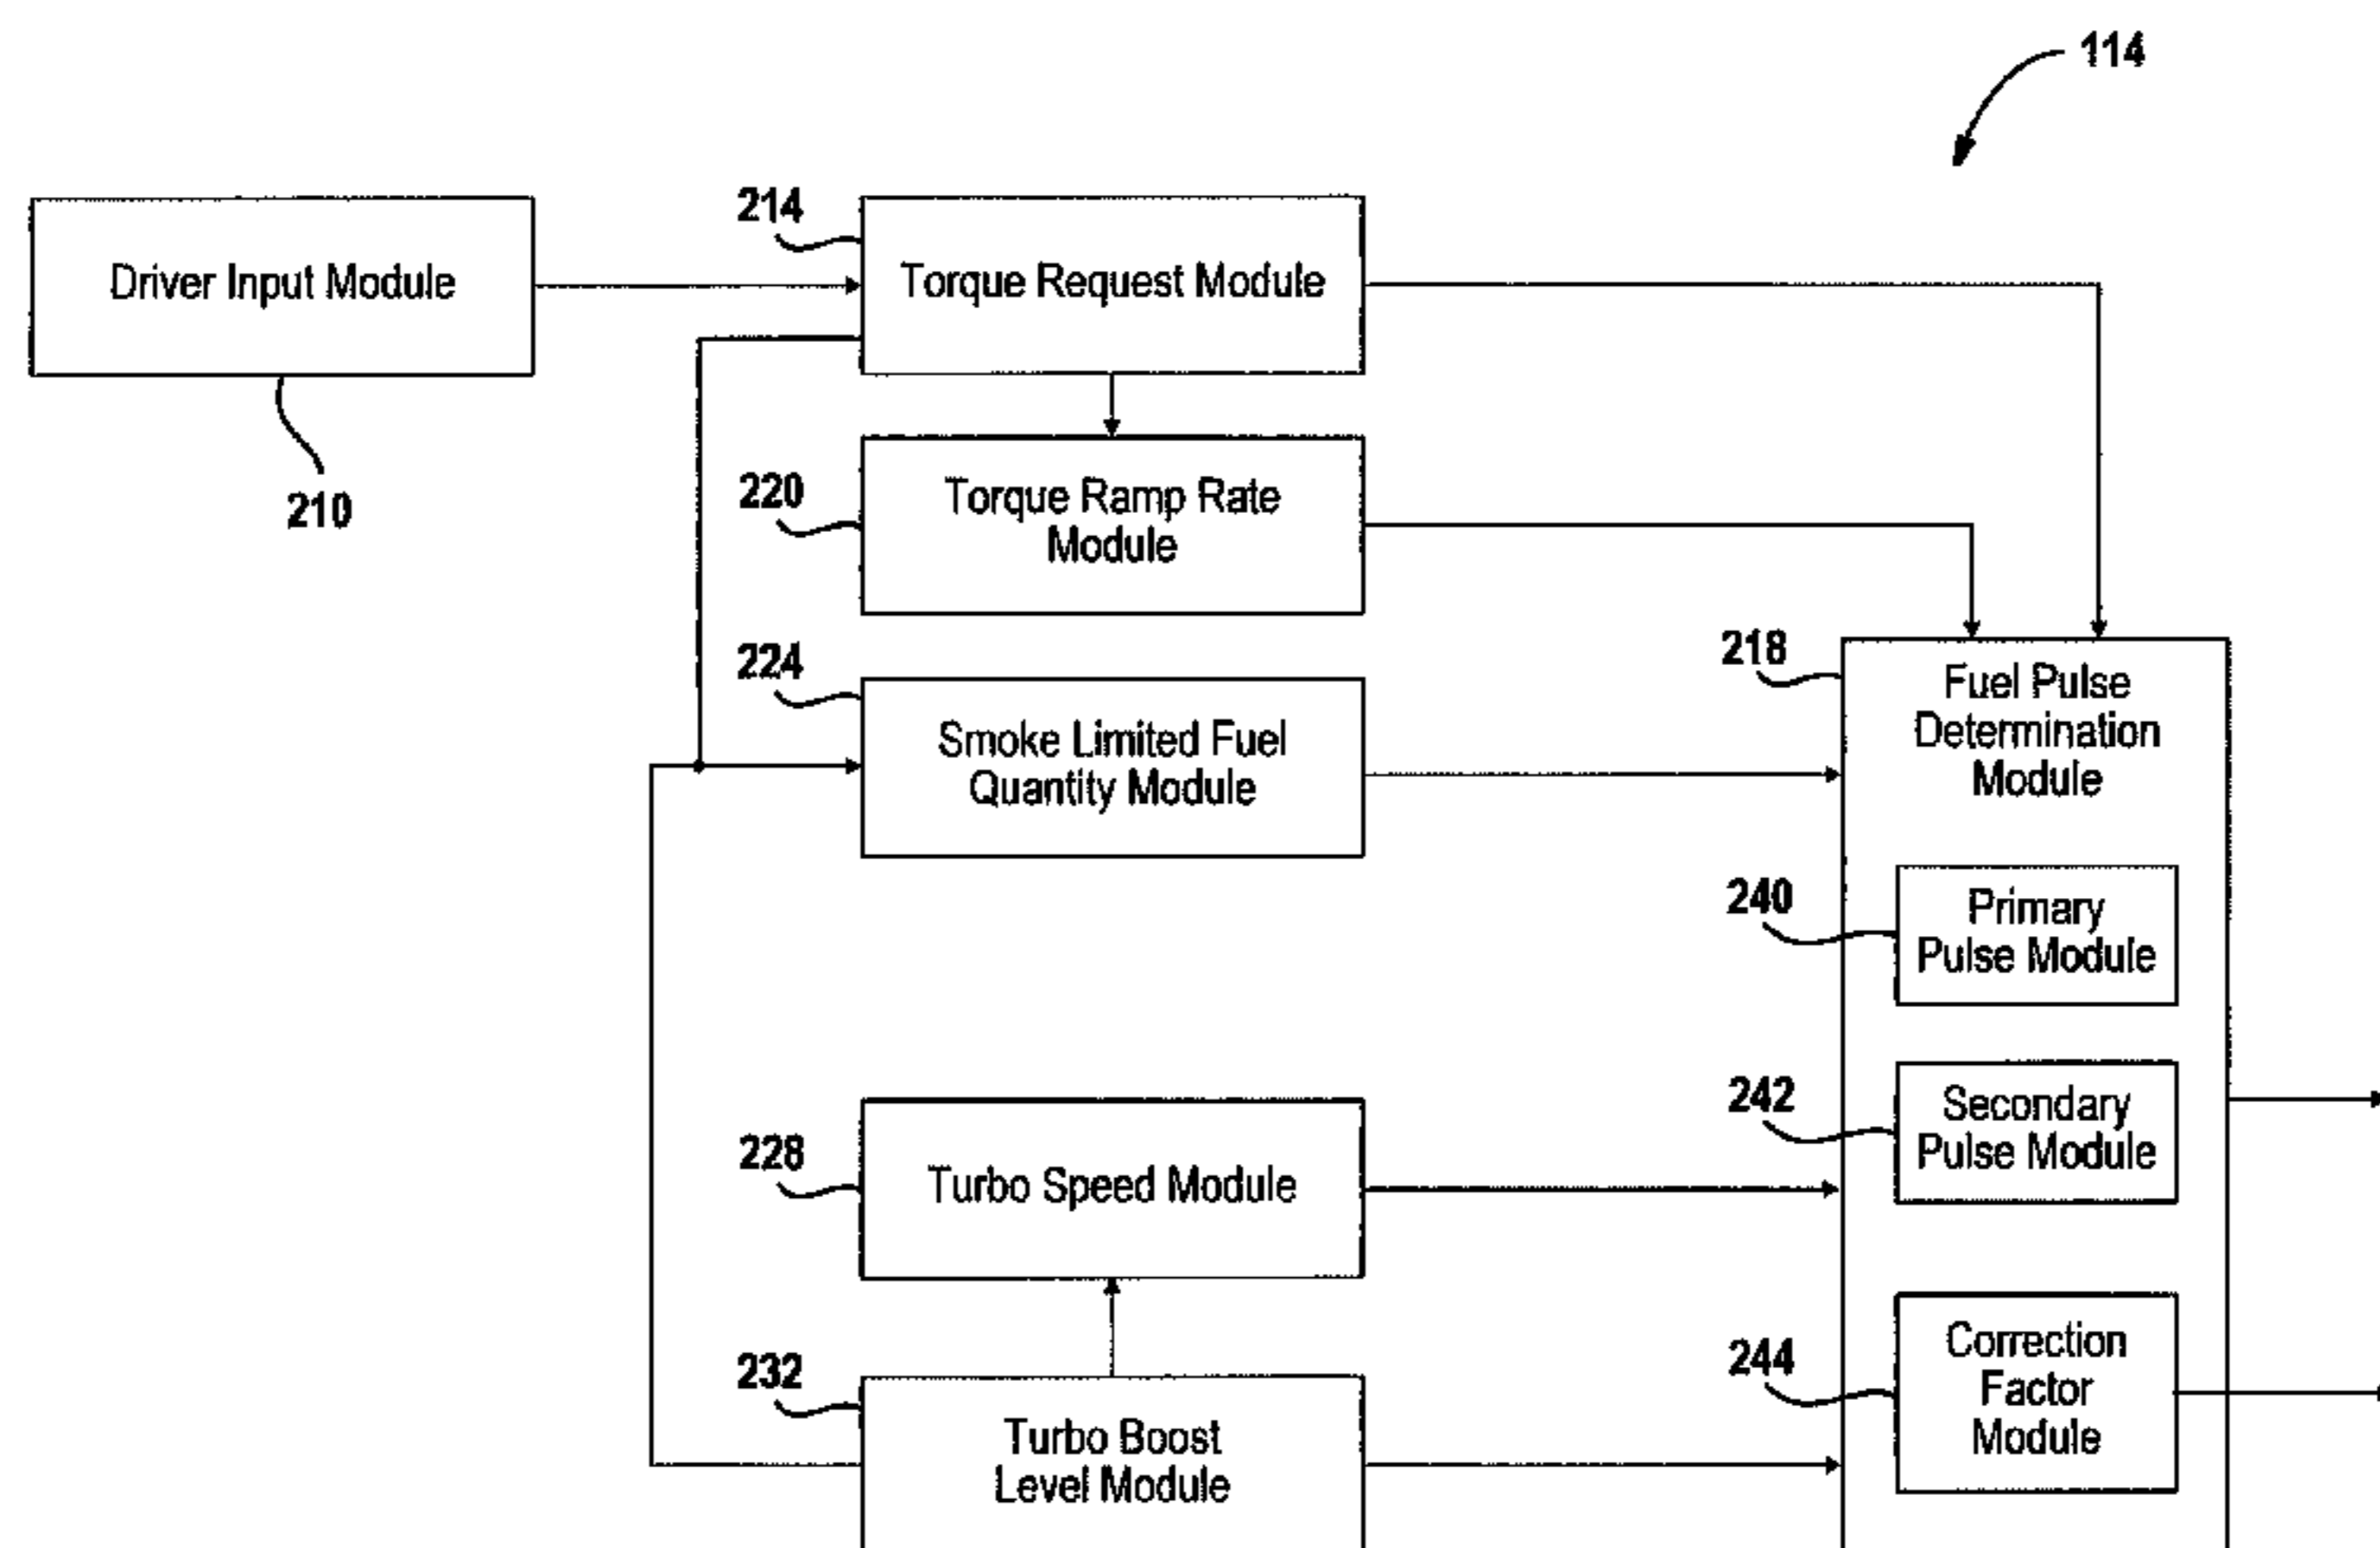 114
214
Driver Input Module
Torque Request Module
210
220
Torque Ramp Rate
Module
224
Smoke Limited Fuel
Quantity Module
218
Fuel Pulse
Determination
Module
240
Primary
Pulse Module
242
Secondary
Pulse Module
228
Turbo Speed Module
232
Turbo Boost
Level Module
244
Correction
Factor
Module